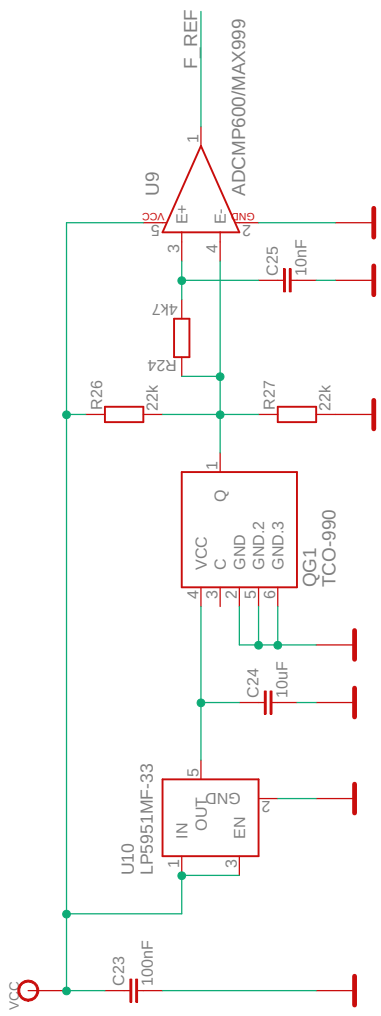 F_REF
ADCMP600/MAX999
U9
1
VCC
5
E+
E-
GND
2
3
4
C25
10nF
4k7
R24
R26
22k
R27
22k
1
Q
VCC
C
GND
GND.2
GND.3
QG1
TCO-990
4
3
2
5
6
C24
10uF
5
U10
LP5951MF-33
OUT
GND
2
IN
EN
1
3
C23
100nF
VCC